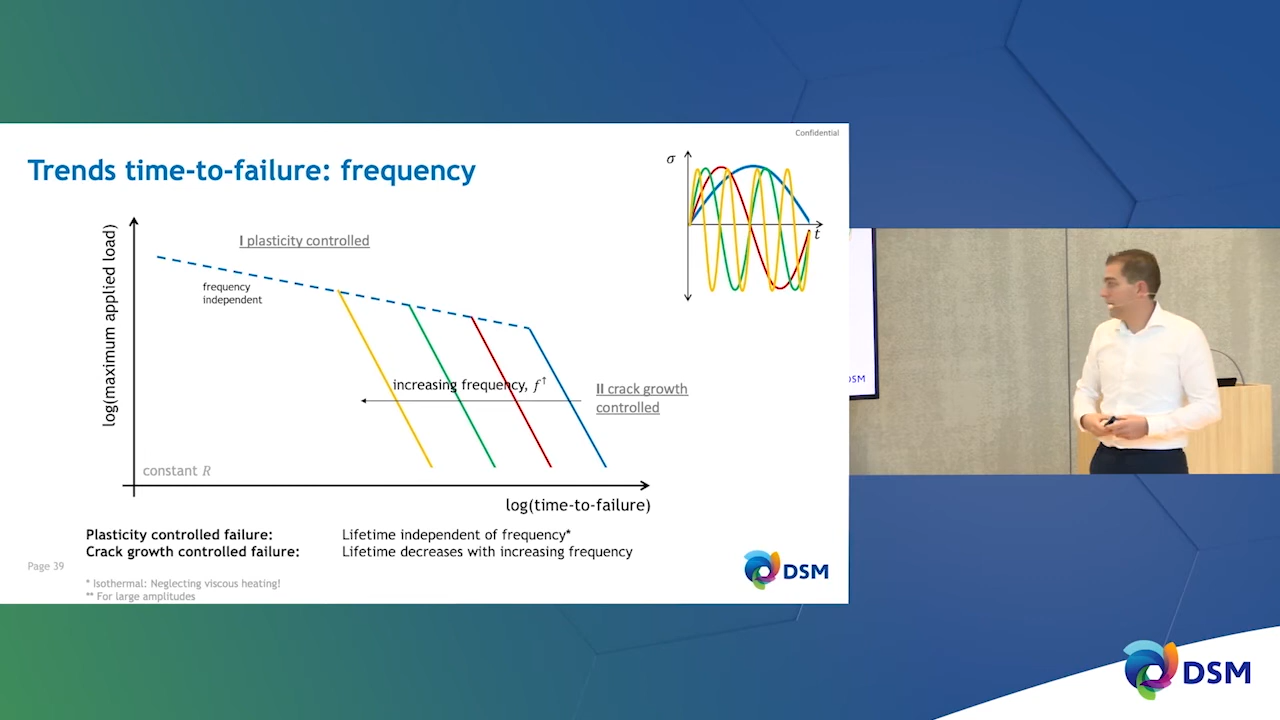 Confidential
Trends time-to-failure: frequency
σ
t
I plasticity controlled
frequency
independent
log(maximum applied load)
increasing frequency, f↑
II crack growth
controlled
constant R
log(time-to-failure)
Plasticity controlled failure: Lifetime independent of frequency*
Crack growth controlled failure: Lifetime decreases with increasing frequency
Page 39
* Isothermal: Neglecting viscous heating!
** For large amplitudes
DSM
DSM
DSM